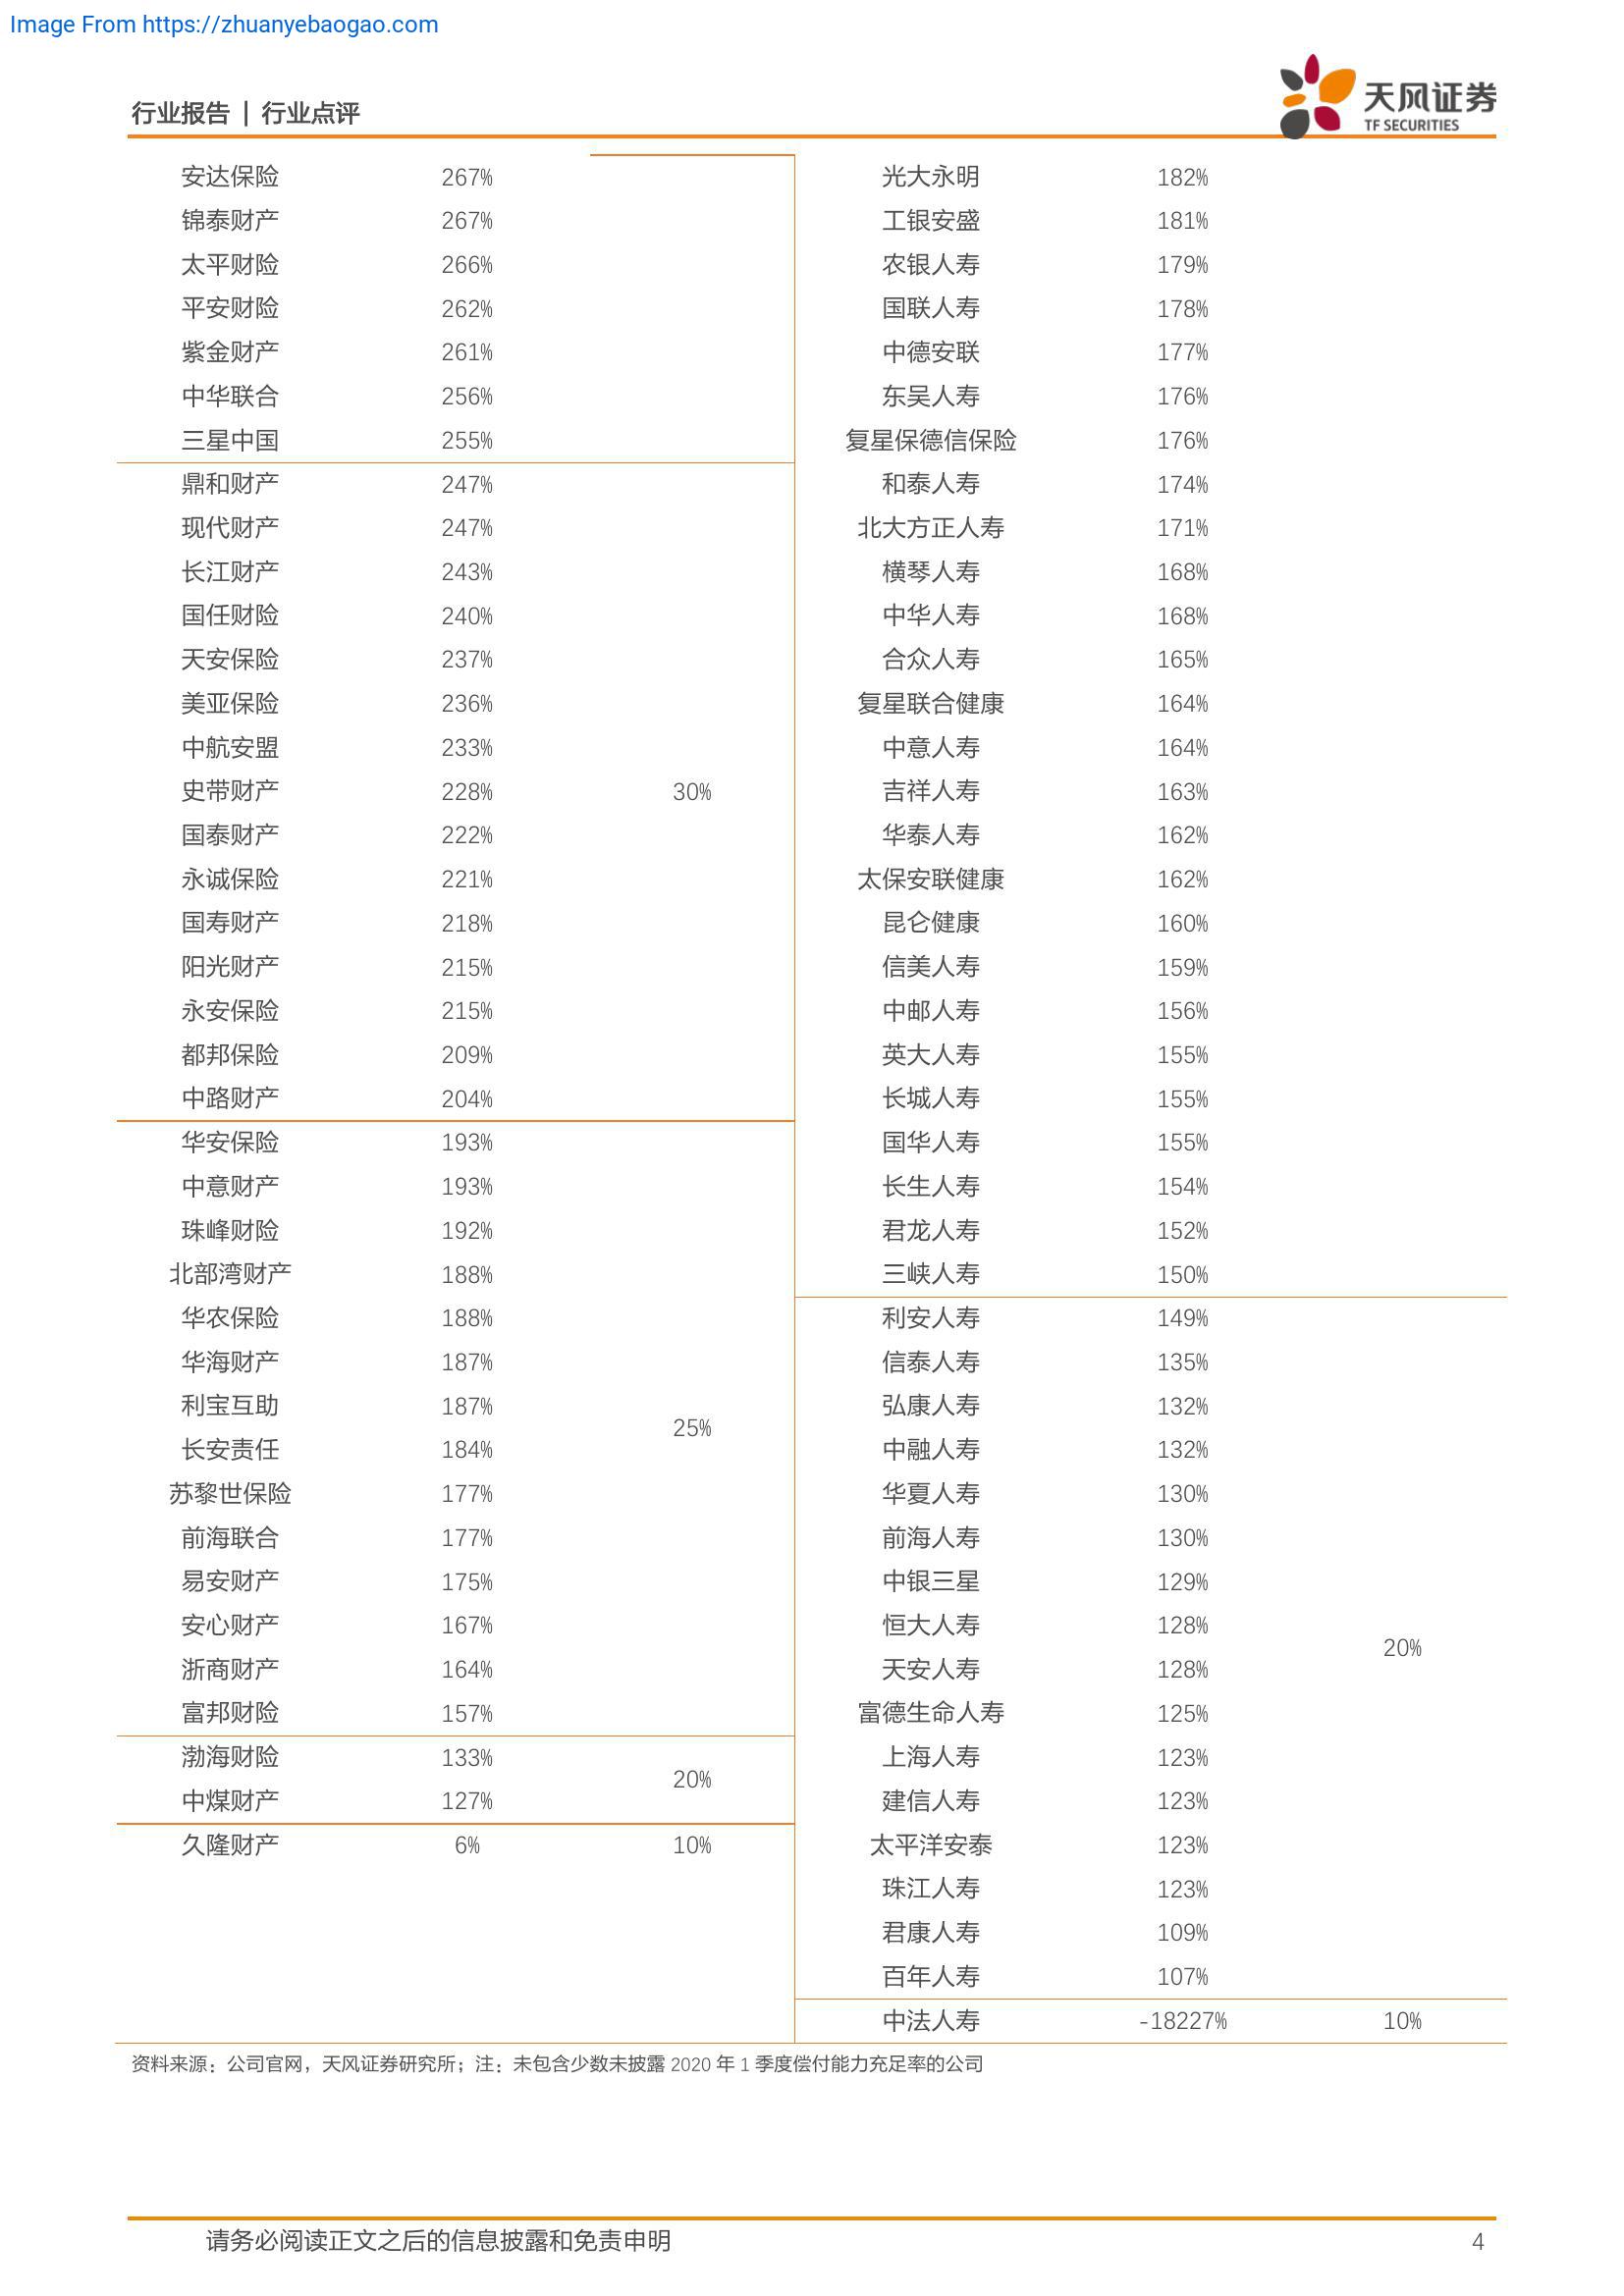 Image From https://zhuanyebaogao.com
行业报告 | 行业点评
天风证券
TF SECURITIES
安达保险 267% 光大永明 182%
锦泰财产 267% 工银安盛 181%
太平财险 266% 农银人寿 179%
平安财险 262% 国联人寿 178%
紫金财产 261% 中德安联 177%
中华联合 256% 东吴人寿 176%
三星中国 255% 复星保德信保险 176%
鼎和财产 247% 和泰人寿 174%
现代财产 247% 北大方正人寿 171%
长江财产 243% 横琴人寿 168%
国任财险 240% 中华人寿 168%
天安保险 237% 合众人寿 165%
美亚保险 236% 复星联合健康 164%
中航安盟 233% 中意人寿 164%
史带财产 228% 30% 吉祥人寿 163%
国泰财产 222% 华泰人寿 162%
永诚保险 221% 太保安联健康 162%
国寿财产 218% 昆仑健康 160%
阳光财产 215% 信美人寿 159%
永安保险 215% 中邮人寿 156%
都邦保险 209% 英大人寿 155%
中路财产 204% 长城人寿 155%
华安保险 193% 国华人寿 155%
中意财产 193% 长生人寿 154%
珠峰财险 192% 君龙人寿 152%
北部湾财产 188% 三峡人寿 150%
华农保险 188% 利安人寿 149%
华海财产 187% 信泰人寿 135%
利宝互助 187% 弘康人寿 132%
25%
长安责任 184% 中融人寿 132%
苏黎世保险 177% 华夏人寿 130%
前海联合 177% 前海人寿 130%
易安财产 175% 中银三星 129%
安心财产 167% 恒大人寿 128%
20%
浙商财产 164% 天安人寿 128%
富邦财险 157% 富德生命人寿 125%
渤海财险 133% 上海人寿 123%
20%
中煤财产 127% 建信人寿 123%
久隆财产 6% 10% 太平洋安泰 123%
珠江人寿 123%
君康人寿 109%
百年人寿 107%
中法人寿 -18227% 10%
资料来源：公司官网，天风证券研究所；注：未包含少数未披露 2020 年 1 季度偿付能力充足率的公司
请务必阅读正文之后的信息披露和免责申明 4